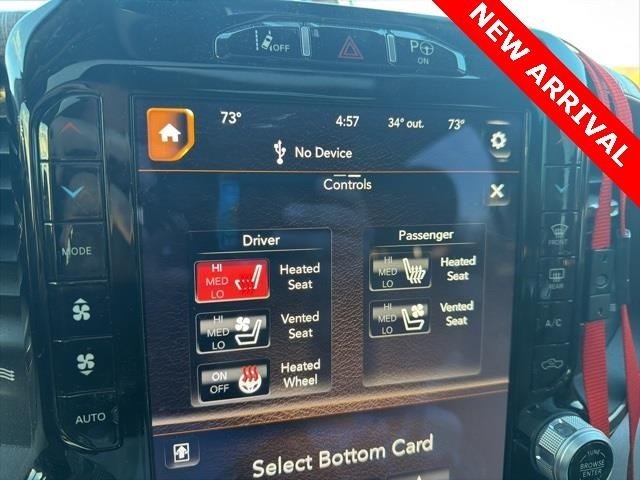 NEW ARRIVAL
OFF
P
ON
73°
4:57
34° out.
73°
No Device
Controls
Driver
Passenger
HI
MED
LO
Heated
Seat
HI
MED
LO
Heated
Seat
HI
MED
LO
Vented
Seat
HI
MED
LO
Vented
Seat
ON
OFF
Heated
Wheel
Select Bottom Card
MODE
AUTO
FRONT
REAR
A/C
TUNE
BROWSE
ENTER